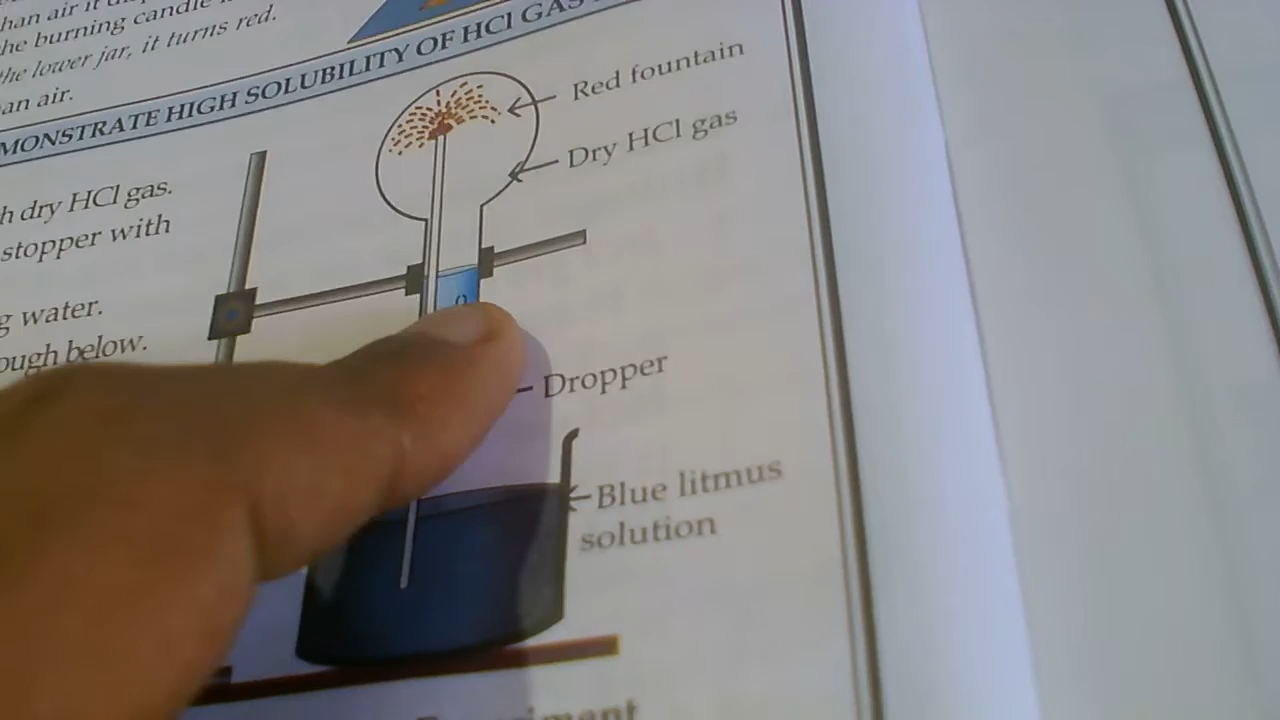 han air it
he burning candle
the lower jar, it turns red.
an air.
MONSTRATE HIGH SOLUBILITY OF HCl GAS
h dry HCl gas.
stopper with
g water.
ough below.
Red fountain
Dry HCl gas
Dropper
Blue litmus
solution